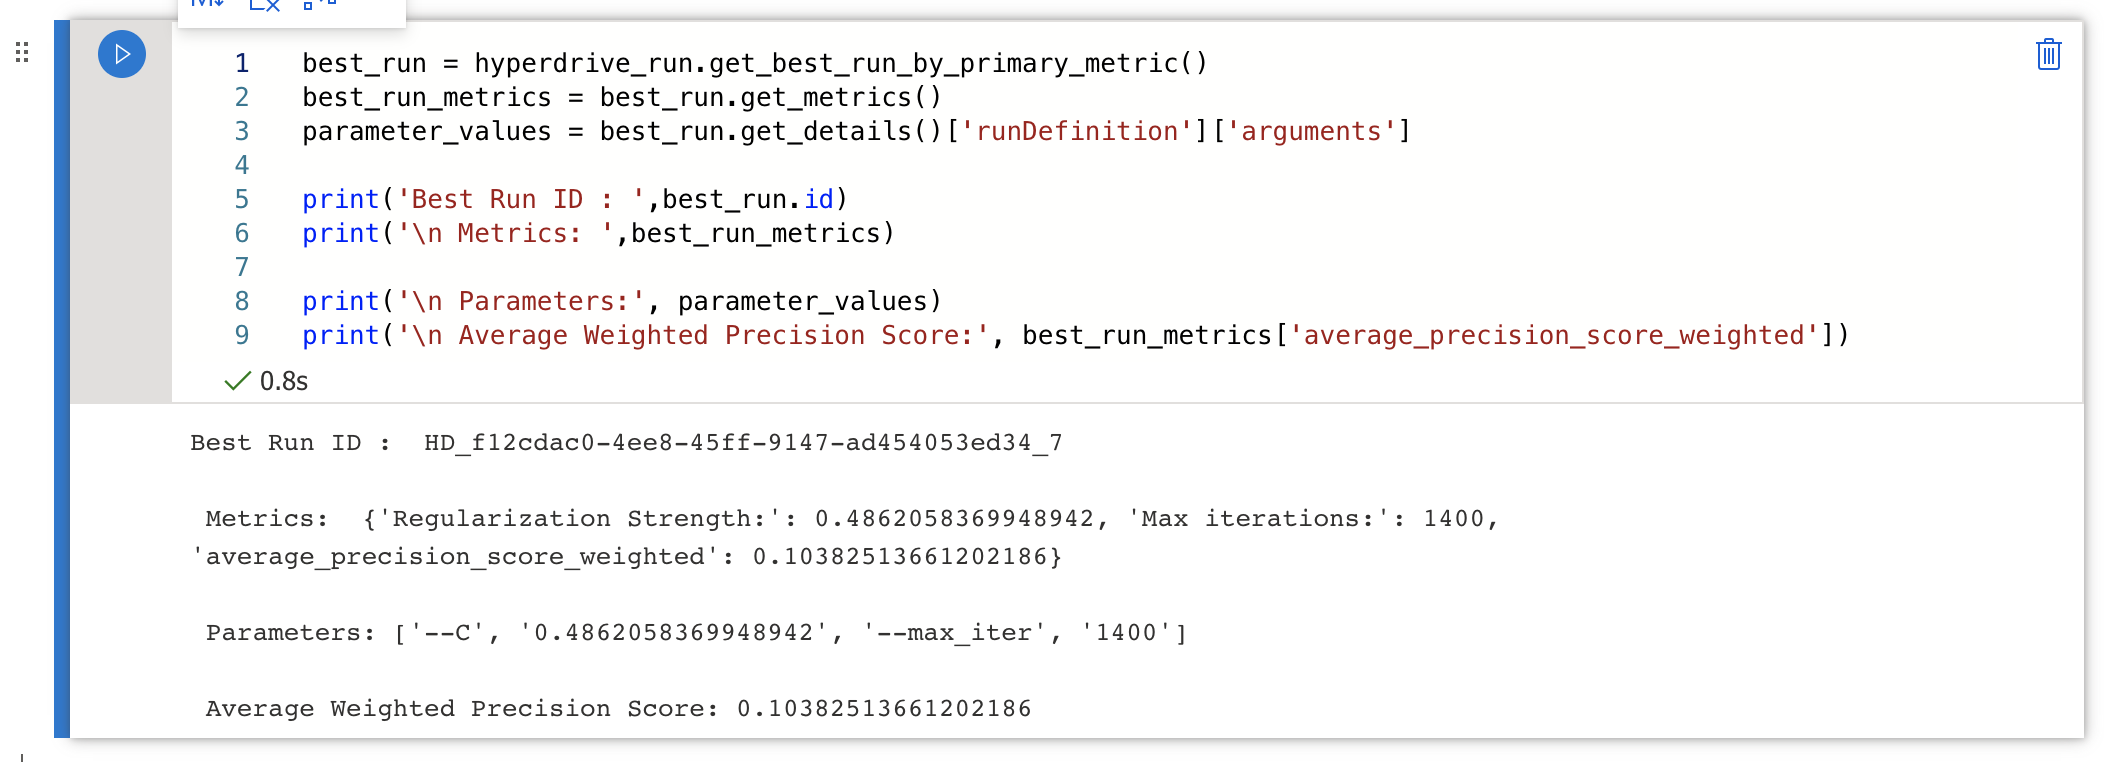 1 best_run = hyperdrive_run.get_best_run_by_primary_metric()
2 best_run_metrics = best_run.get_metrics()
3 parameter_values = best_run.get_details()['runDefinition']['arguments']
4
5 print('Best Run ID : ',best_run.id)
6 print('\n Metrics: ',best_run_metrics)
7
8 print('\n Parameters:', parameter_values)
9 print('\n Average Weighted Precision Score:', best_run_metrics['average_precision_score_weighted'])
0.8s
Best Run ID :  HD_f12cdac0-4ee8-45ff-9147-ad454053ed34_7
Metrics:  {'Regularization Strength:': 0.4862058369948942, 'Max iterations:': 1400,
'average_precision_score_weighted': 0.10382513661202186}
Parameters: ['--C', '0.4862058369948942', '--max_iter', '1400']
Average Weighted Precision Score: 0.10382513661202186